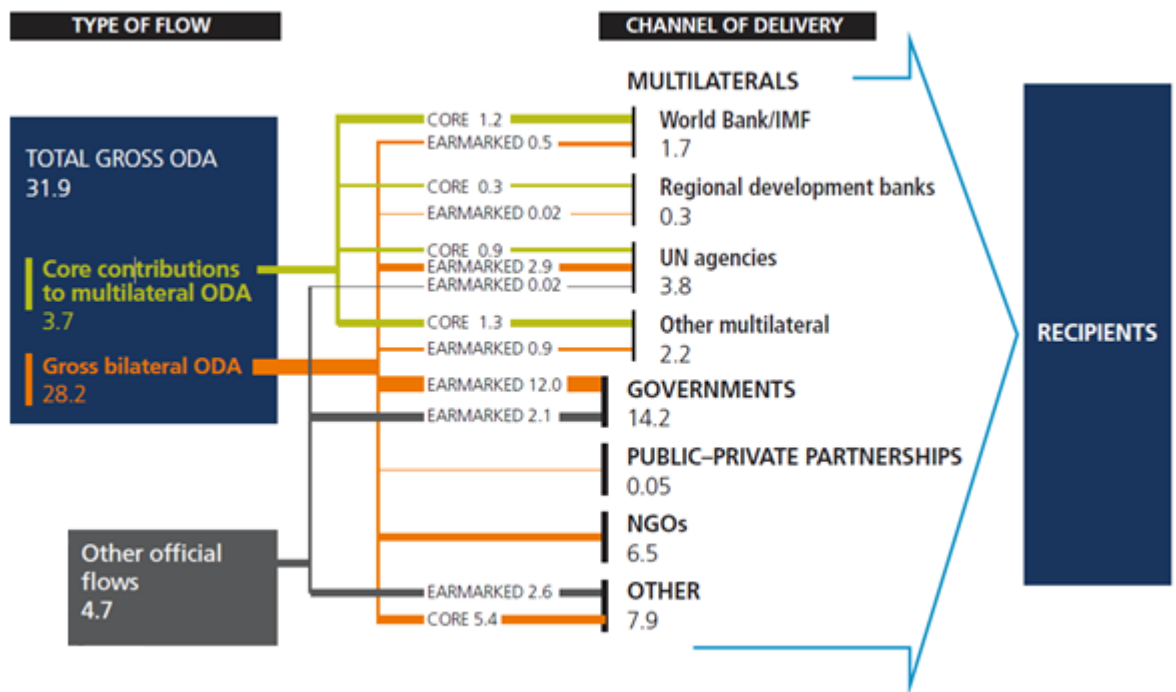 TYPE OF FLOW
CHANNEL OF DELIVERY
TOTAL GROSS ODA
31.9
Core contributions
to multilateral ODA
3.7
Gross bilateral ODA
28.2
Other official
flows
4.7
MULTILATERALS
CORE 1.2
EARMARKED 0.5
World Bank/IMF
1.7
CORE 0.3
EARMARKED 0.02
Regional development banks
0.3
CORE 0.9
EARMARKED 2.9
EARMARKED 0.02
UN agencies
3.8
CORE 1.3
EARMARKED 0.9
Other multilateral
2.2
EARMARKED 12.0
EARMARKED 2.1
GOVERNMENTS
14.2
PUBLIC–PRIVATE PARTNERSHIPS
0.05
NGOs
6.5
EARMARKED 2.6
CORE 5.4
OTHER
7.9
RECIPIENTS